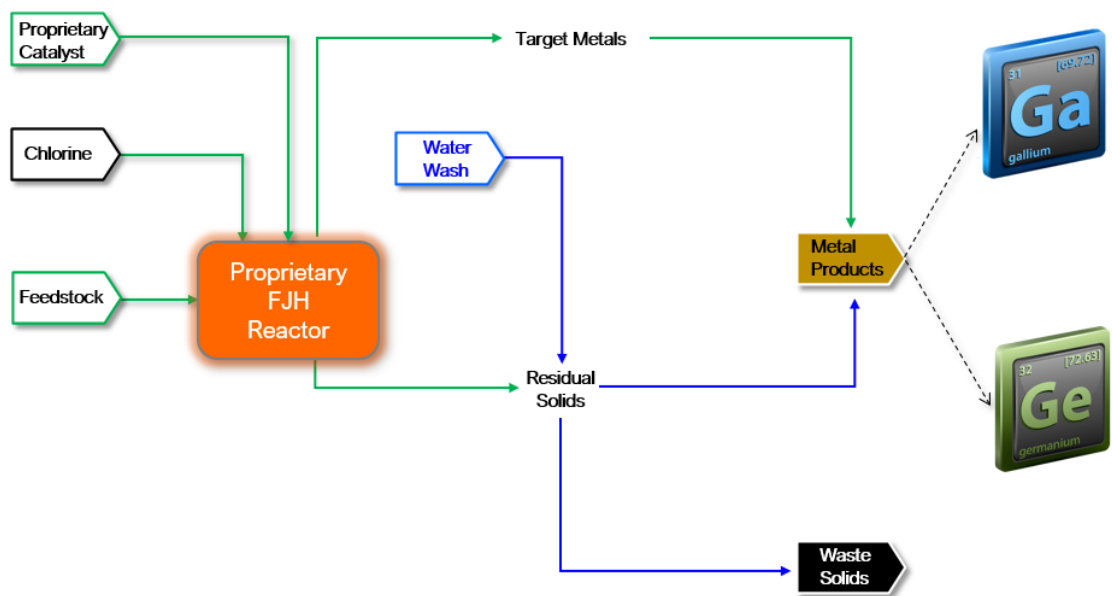 Proprietary
Catalyst
Target Metals
31 [69.72]
Ga
gallium
Chlorine
Water
Wash
Proprietary
FJH
Reactor
Metal
Products
Feedstock
Residual
Solids
32 [72.63]
Ge
germanium
Waste
Solids